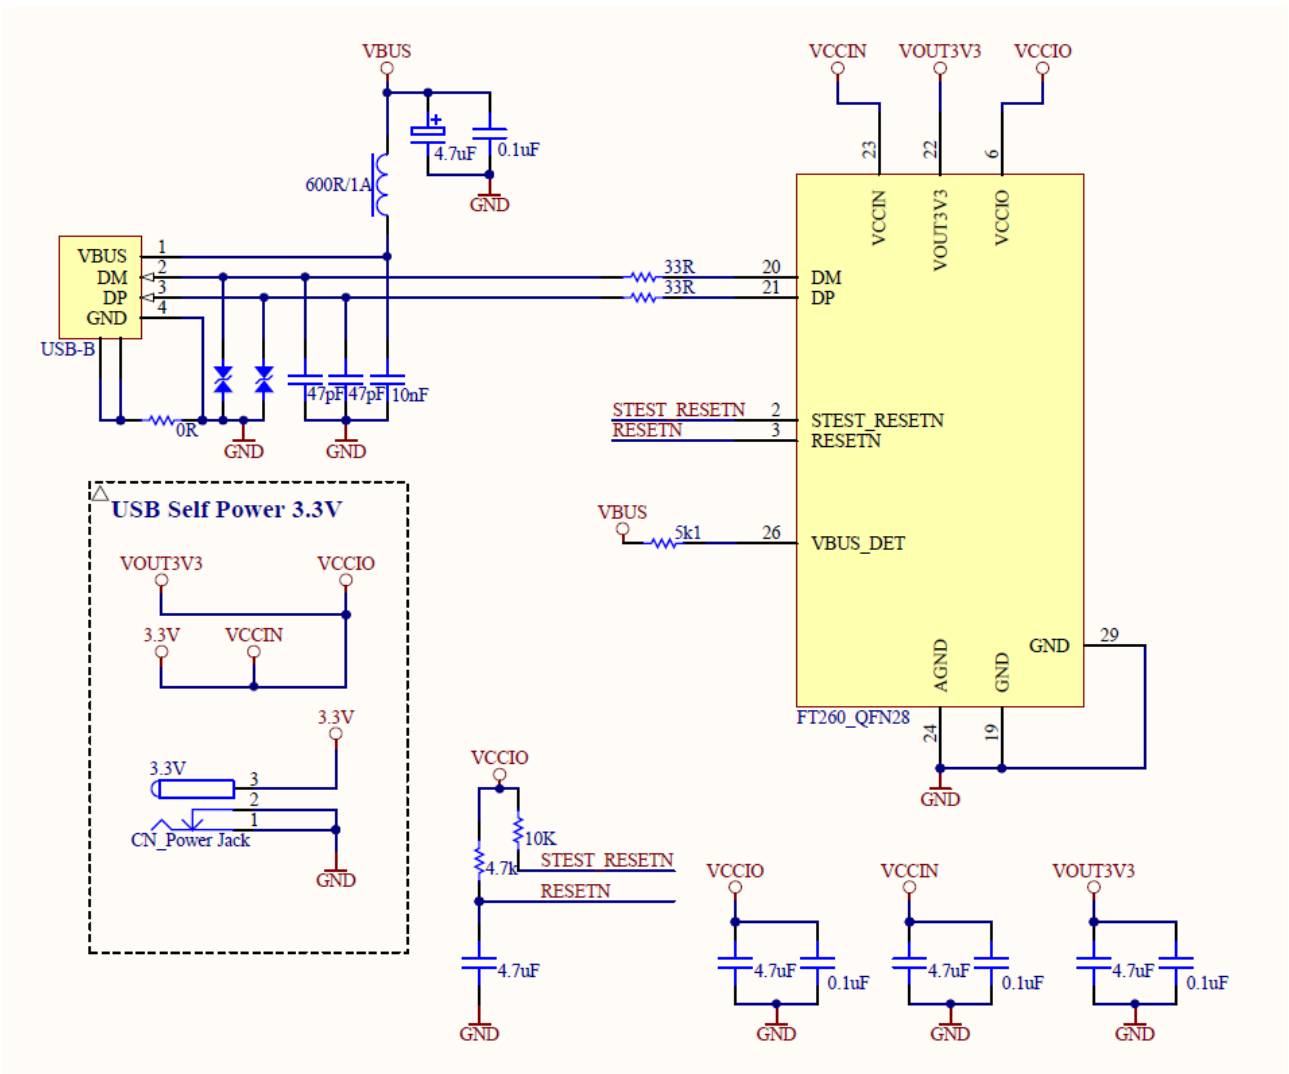 VBUS
VCCIN
VOUT3V3
VCCIO
23
22
6
4.7uF
0.1uF
600R/1A
GND
VCCIN
VOUT3V3
VCCIO
VBUS
1
DM
2
DP
3
GND
4
USB-B
33R
20
DM
33R
21
DP
47pF
47pF
10nF
0R
GND
GND
STEST_RESETN
2
STEST_RESETN
RESETN
3
RESETN
VBUS
5k1
26
VBUS_DET
USB Self Power 3.3V
VOUT3V3
VCCIO
3.3V
VCCIN
3.3V
3.3V
3
2
1
CN_Power Jack
GND
GND
29
AGND
GND
FT260_QFN28
24
19
GND
VCCIO
10K
4.7k
STEST_RESETN
RESETN
4.7uF
GND
VCCIO
4.7uF
0.1uF
GND
VCCIN
4.7uF
0.1uF
GND
VOUT3V3
4.7uF
0.1uF
GND